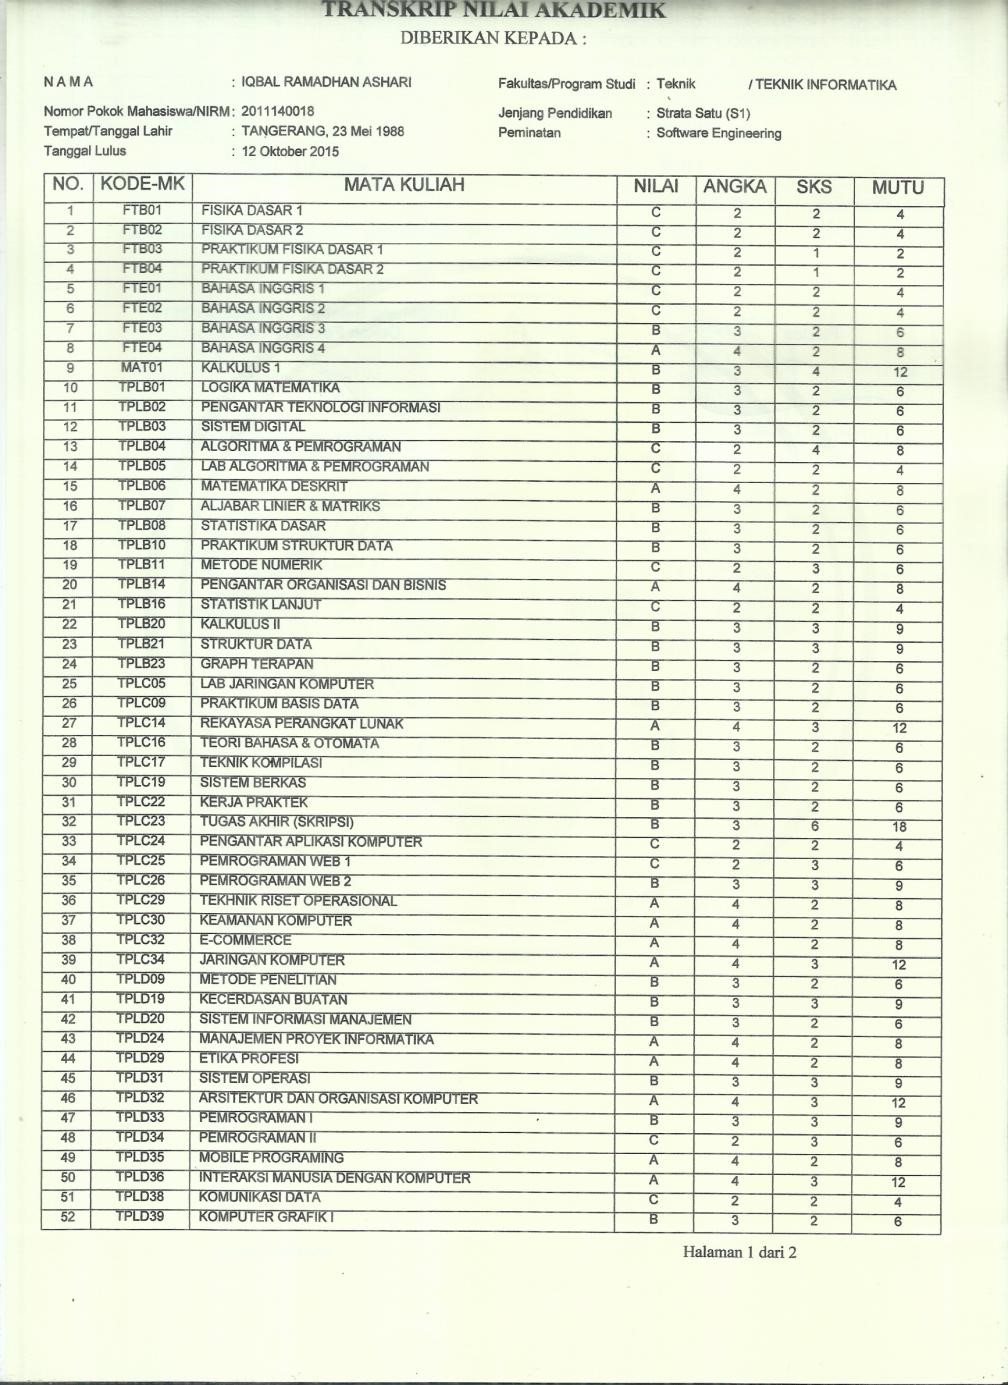 TRANSKRIP NILAI AKADEMIK
DIBERIKAN KEPADA :
N A M A : IQBAL RAMADHAN ASHARI Fakultas/Program Studi : Teknik / TEKNIK INFORMATIKA
Nomor Pokok Mahasiswa/NIRM : 2011140018 Jenjang Pendidikan : Strata Satu (S1)
Tempat/Tanggal Lahir : TANGERANG, 23 Mei 1988 Peminatan : Software Engineering
Tanggal Lulus : 12 Oktober 2015
NO. KODE-MK MATA KULIAH NILAI ANGKA SKS MUTU
1 FTB01 FISIKA DASAR 1 C 2 2 4
2 FTB02 FISIKA DASAR 2 C 2 2 4
3 FTB03 PRAKTIKUM FISIKA DASAR 1 C 2 1 2
4 FTB04 PRAKTIKUM FISIKA DASAR 2 C 2 1 2
5 FTE01 BAHASA INGGRIS 1 C 2 2 4
6 FTE02 BAHASA INGGRIS 2 C 2 2 4
7 FTE03 BAHASA INGGRIS 3 B 3 2 6
8 FTE04 BAHASA INGGRIS 4 A 4 2 8
9 MAT01 KALKULUS 1 B 3 4 12
10 TPLB01 LOGIKA MATEMATIKA B 3 2 6
11 TPLB02 PENGANTAR TEKNOLOGI INFORMASI B 3 2 6
12 TPLB03 SISTEM DIGITAL B 3 2 6
13 TPLB04 ALGORITMA & PEMROGRAMAN C 2 4 8
14 TPLB05 LAB ALGORITMA & PEMROGRAMAN C 2 2 4
15 TPLB06 MATEMATIKA DESKRIT A 4 2 8
16 TPLB07 ALJABAR LINIER & MATRIKS B 3 2 6
17 TPLB08 STATISTIKA DASAR B 3 2 6
18 TPLB10 PRAKTIKUM STRUKTUR DATA B 3 2 6
19 TPLB11 METODE NUMERIK C 2 3 6
20 TPLB14 PENGANTAR ORGANISASI DAN BISNIS A 4 2 8
21 TPLB16 STATISTIK LANJUT C 2 2 4
22 TPLB20 KALKULUS II B 3 3 9
23 TPLB21 STRUKTUR DATA B 3 3 9
24 TPLB23 GRAPH TERAPAN B 3 2 6
25 TPLC05 LAB JARINGAN KOMPUTER B 3 2 6
26 TPLC09 PRAKTIKUM BASIS DATA B 3 2 6
27 TPLC14 REKAYASA PERANGKAT LUNAK A 4 3 12
28 TPLC16 TEORI BAHASA & OTOMATA B 3 2 6
29 TPLC17 TEKNIK KOMPILASI B 3 2 6
30 TPLC19 SISTEM BERKAS B 3 2 6
31 TPLC22 KERJA PRAKTEK B 3 2 6
32 TPLC23 TUGAS AKHIR (SKRIPSI) B 3 6 18
33 TPLC24 PENGANTAR APLIKASI KOMPUTER C 2 2 4
34 TPLC25 PEMROGRAMAN WEB 1 C 2 3 6
35 TPLC26 PEMROGRAMAN WEB 2 B 3 3 9
36 TPLC29 TEKHNIK RISET OPERASIONAL A 4 2 8
37 TPLC30 KEAMANAN KOMPUTER A 4 2 8
38 TPLC32 E-COMMERCE A 4 2 8
39 TPLC34 JARINGAN KOMPUTER A 4 3 12
40 TPLD09 METODE PENELITIAN B 3 2 6
41 TPLD19 KECERDASAN BUATAN B 3 3 9
42 TPLD20 SISTEM INFORMASI MANAJEMEN B 3 2 6
43 TPLD24 MANAJEMEN PROYEK INFORMATIKA A 4 2 8
44 TPLD29 ETIKA PROFESI A 4 2 8
45 TPLD31 SISTEM OPERASI B 3 3 9
46 TPLD32 ARSITEKTUR DAN ORGANISASI KOMPUTER A 4 3 12
47 TPLD33 PEMROGRAMAN I B 3 3 9
48 TPLD34 PEMROGRAMAN II C 2 3 6
49 TPLD35 MOBILE PROGRAMING A 4 2 8
50 TPLD36 INTERAKSI MANUSIA DENGAN KOMPUTER A 4 3 12
51 TPLD38 KOMUNIKASI DATA C 2 2 4
52 TPLD39 KOMPUTER GRAFIK I B 3 2 6
Halaman 1 dari 2